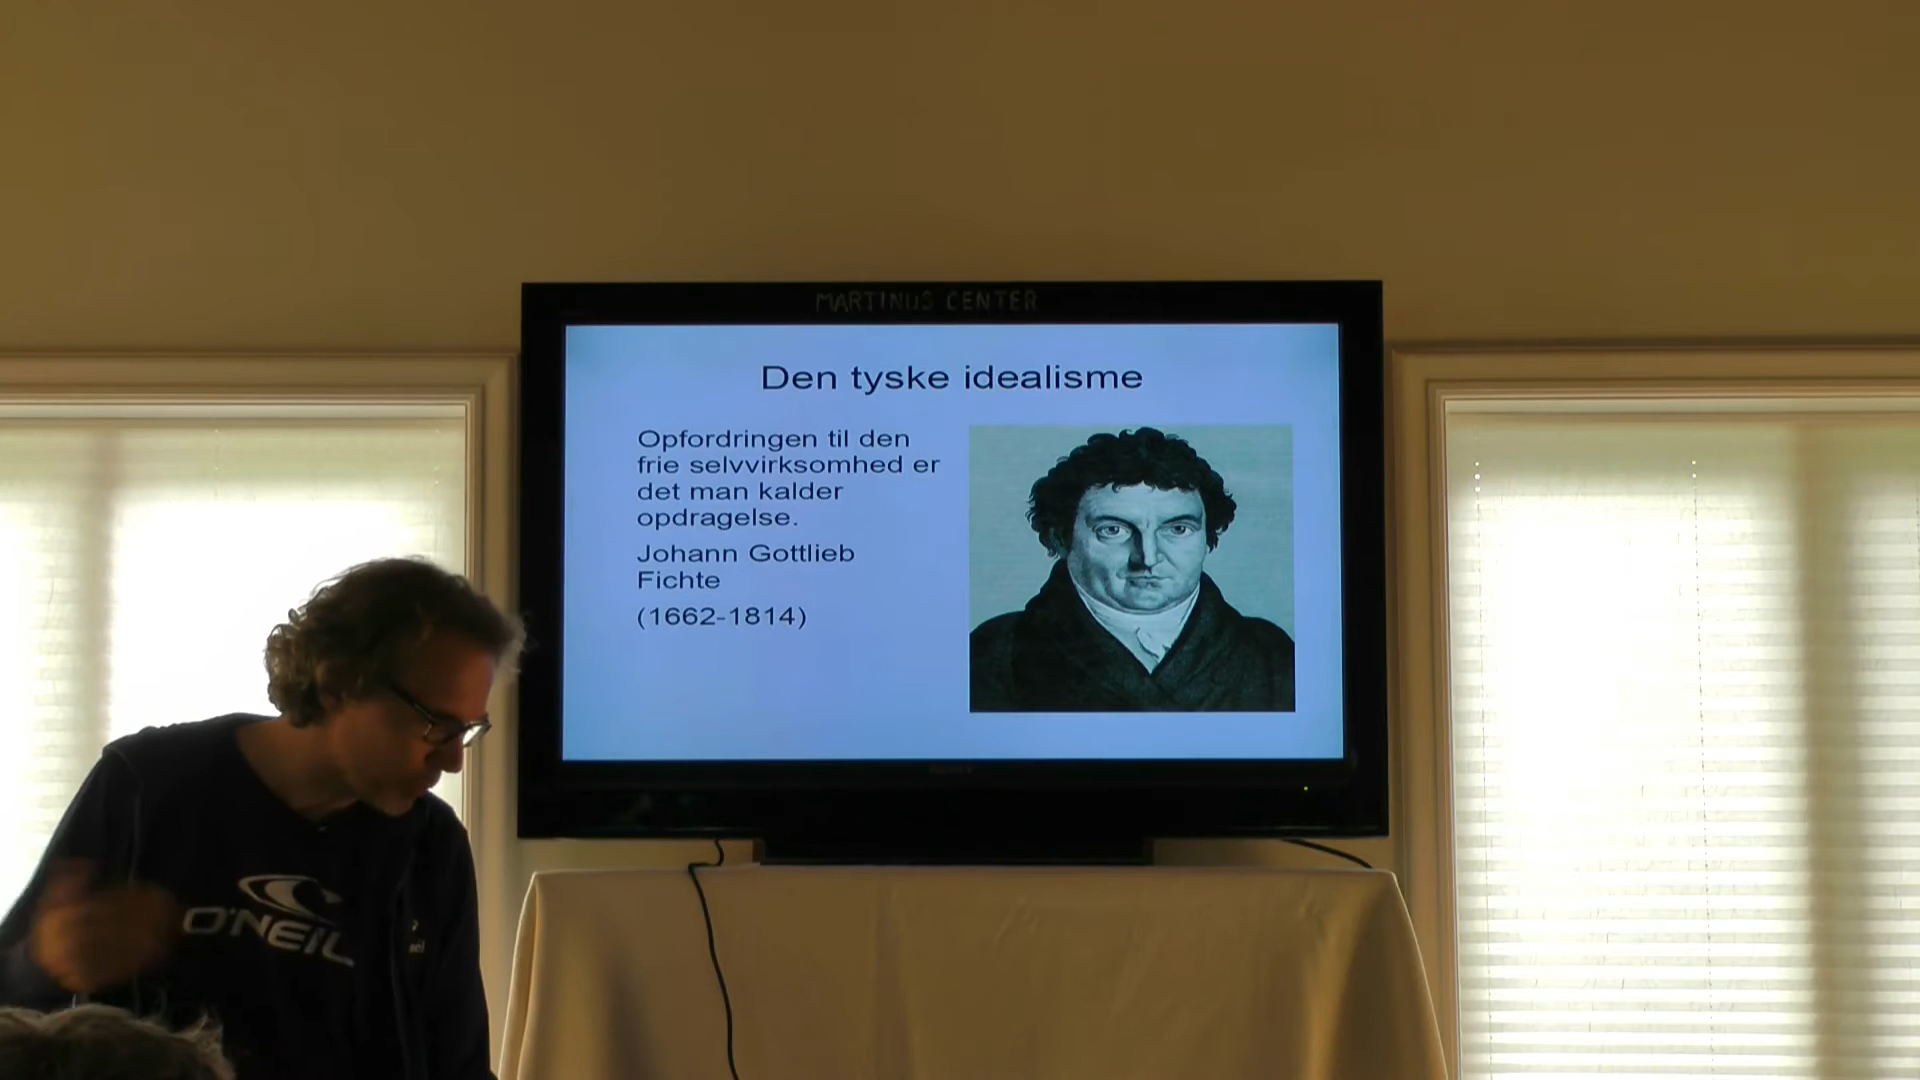 MARTINUS CENTER
Den tyske idealisme
Opfordringen til den
frie selvvirksomhed er
det man kalder
opdragelse.
Johann Gottlieb
Fichte
(1662-1814)
O'NEILL